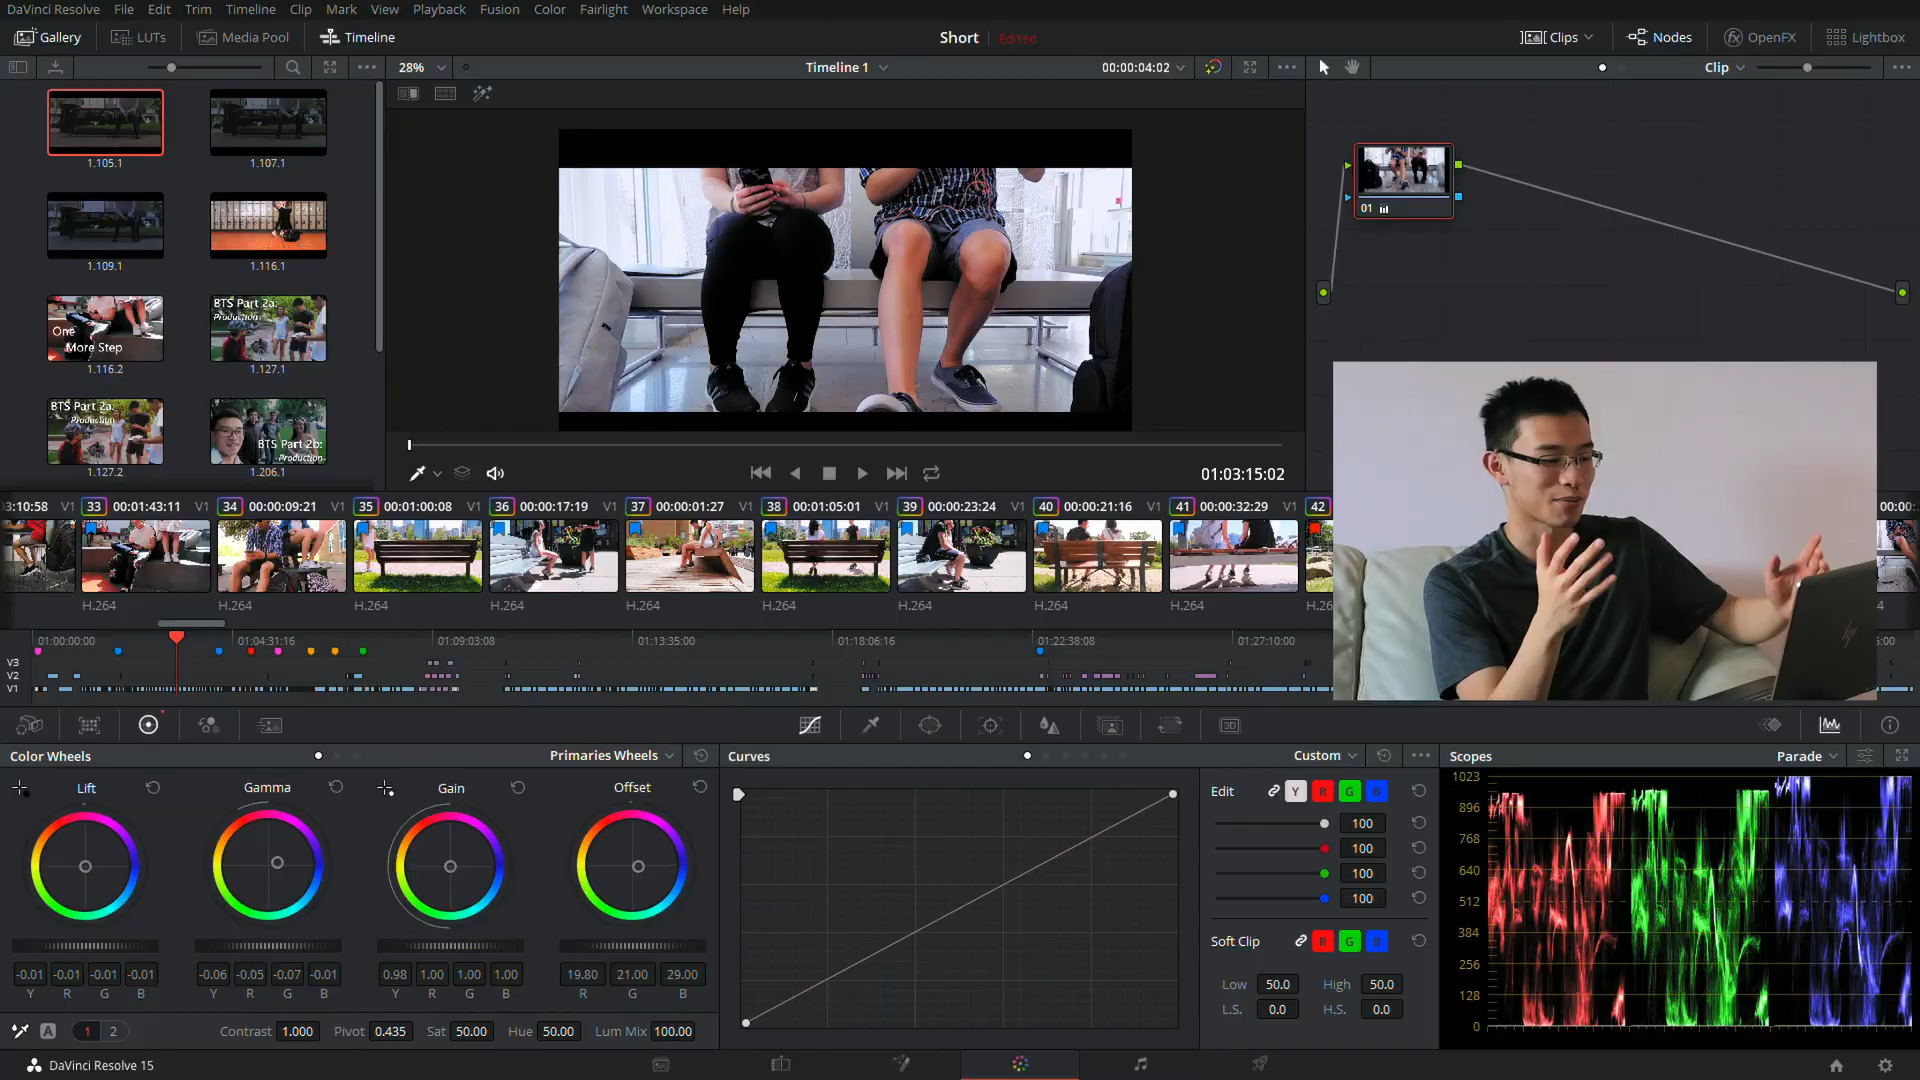 DaVinci Resolve File Edit Trim Timeline Clip Mark View Playback Fusion Color Fairlight Workspace Help
Gallery LUTs Media Pool Timeline Short Edited Clips Nodes OpenFX Lightbox
28% Timeline 1 00:00:04:02 Clip
1.105.1 1.107.1
01
1.109.1 1.116.1
One
More Step
BTS Part 2a:
Production
1.116.2 1.127.1
BTS Part 2a:
Production
BTS Part 2b:
Production
1.127.2 1.206.1
01:03:15:02
3:10:58 V1 33 00:01:43:11 V1 34 00:00:09:21 V1 35 00:01:00:08 V1 36 00:00:17:19 V1 37 00:00:01:27 V1 38 00:01:05:01 V1 39 00:00:23:24 V1 40 00:00:21:16 V1 41 00:00:32:29 V1 42 00:00:
H.264 H.264 H.264 H.264 H.264 H.264 H.264 H.264 H.264 H.26 4
01:00:00:00 01:04:31:16 01:09:03:08 01:13:35:00 01:18:06:16 01:22:38:08 01:27:10:00 5:00
V3
V2
V1
hp
Color Wheels Primaries Wheels Curves Custom Scopes Parade
3D
Lift Gamma Gain Offset
-0.01 -0.01 -0.01 -0.01 -0.06 -0.05 -0.07 -0.01 0.98 1.00 1.00 1.00 19.80 21.00 29.00
Y R G B Y R G B Y R G B R G B
A 1 2 Contrast 1.000 Pivot 0.435 Sat 50.00 Hue 50.00 Lum Mix 100.00
Edit Y R G B
100
100
100
100
Soft Clip R G B
Low 50.0 High 50.0
L.S. 0.0 H.S. 0.0
1023
896
768
640
512
384
256
128
0
DaVinci Resolve 15